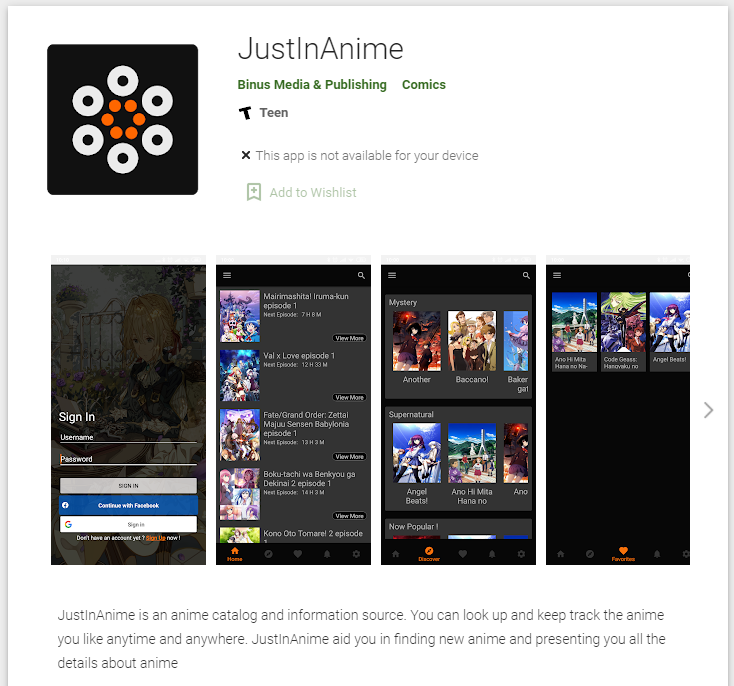 JustInAnime
Binus Media & Publishing Comics
Teen
This app is not available for your device
Add to Wishlist
Sign In
Username
Password
SIGN IN
Continue with Facebook
Sign in
Don't have an account yet ? Sign Up now !
Mairimashita! Iruma-kun
episode 1
Next Episode: 7 H 8 M
View More
Val x Love episode 1
Next Episode: 12 H 33 M
View More
Fate/Grand Order: Zettai
Majuu Sensen Babylonia
episode 1
Next Episode: 13 H 3 M
View More
Boku-tachi wa Benkyou ga
Dekinai 2 episode 1
Next Episode: 14 H 3 M
View More
Kono Oto Tomare! 2 episode
1
Home
Mystery
Another
Baccano!
Baker
gat
Supernatural
Angel
Beats!
Ano Hi Mita
Hana no
Ano
Now Popular !
Discover
Ano Hi Mita
Hana no Na-
Code Geass:
Hangyaku no
Angel Beats!
Favorites
JustInAnime is an anime catalog and information source. You can look up and keep track the anime
you like anytime and anywhere. JustInAnime aid you in finding new anime and presenting you all the
details about anime